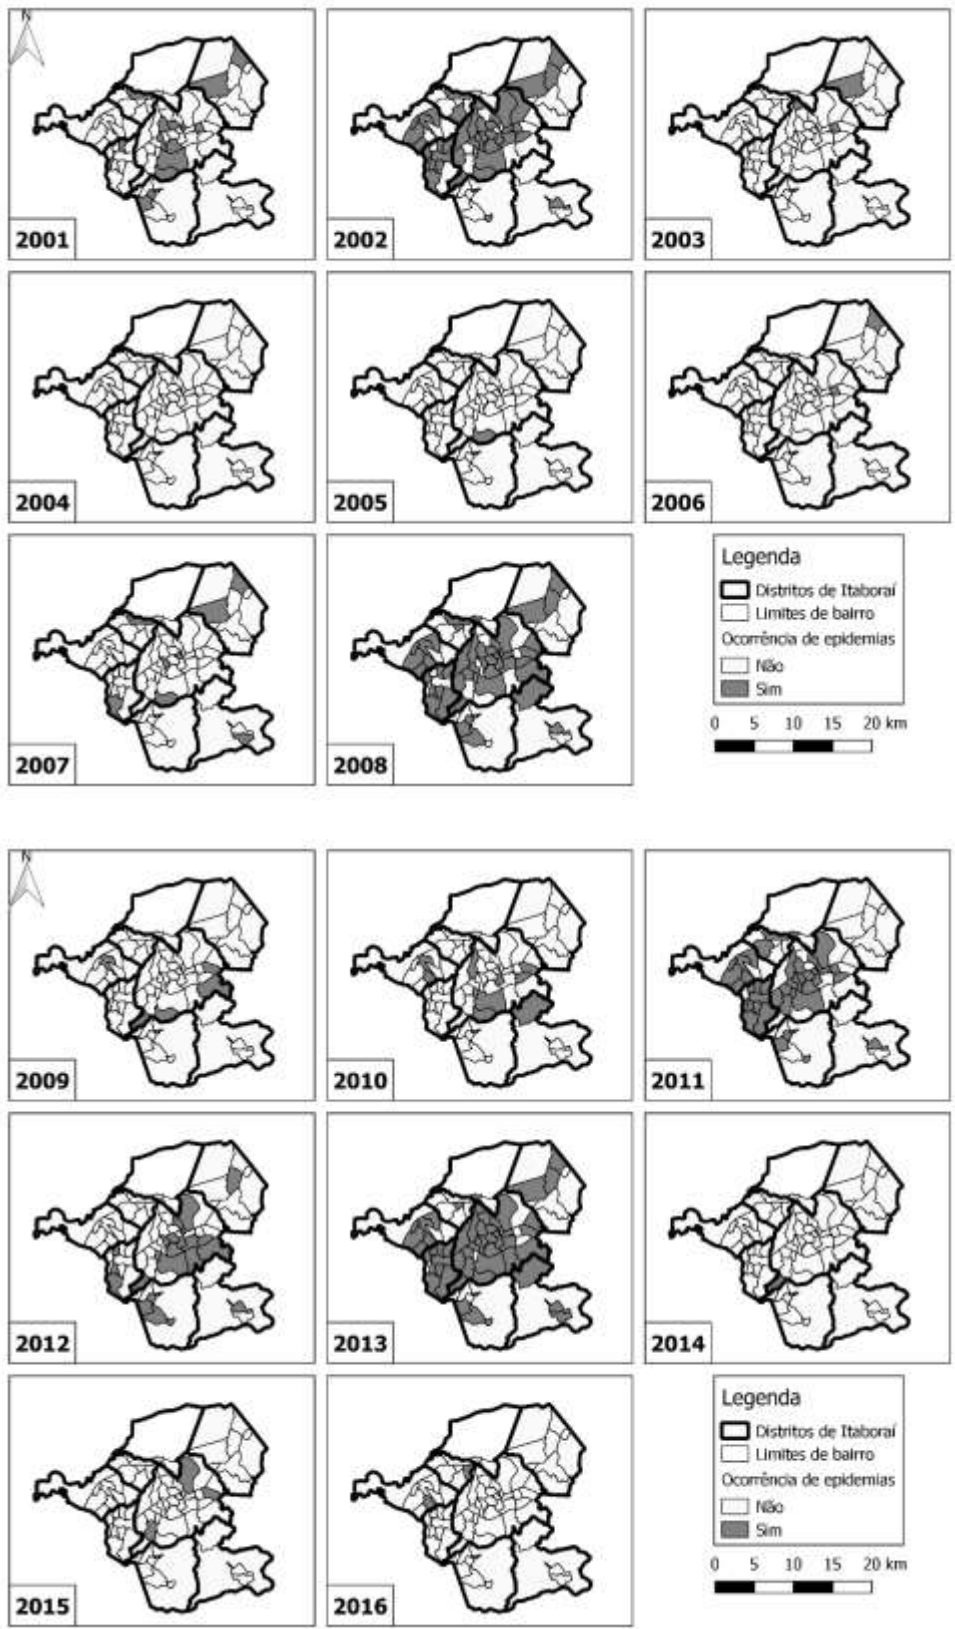 N
2001
2002
2003
2004
2005
2006
2007
2008
Legenda
Distritos de Itaboraí
Limites de bairro
Ocorrência de epidemias
Não
Sim
0 5 10 15 20 km
N
2009
2010
2011
2012
2013
2014
2015
2016
Legenda
Distritos de Itaboraí
Limites de bairro
Ocorrência de epidemias
Não
Sim
0 5 10 15 20 km